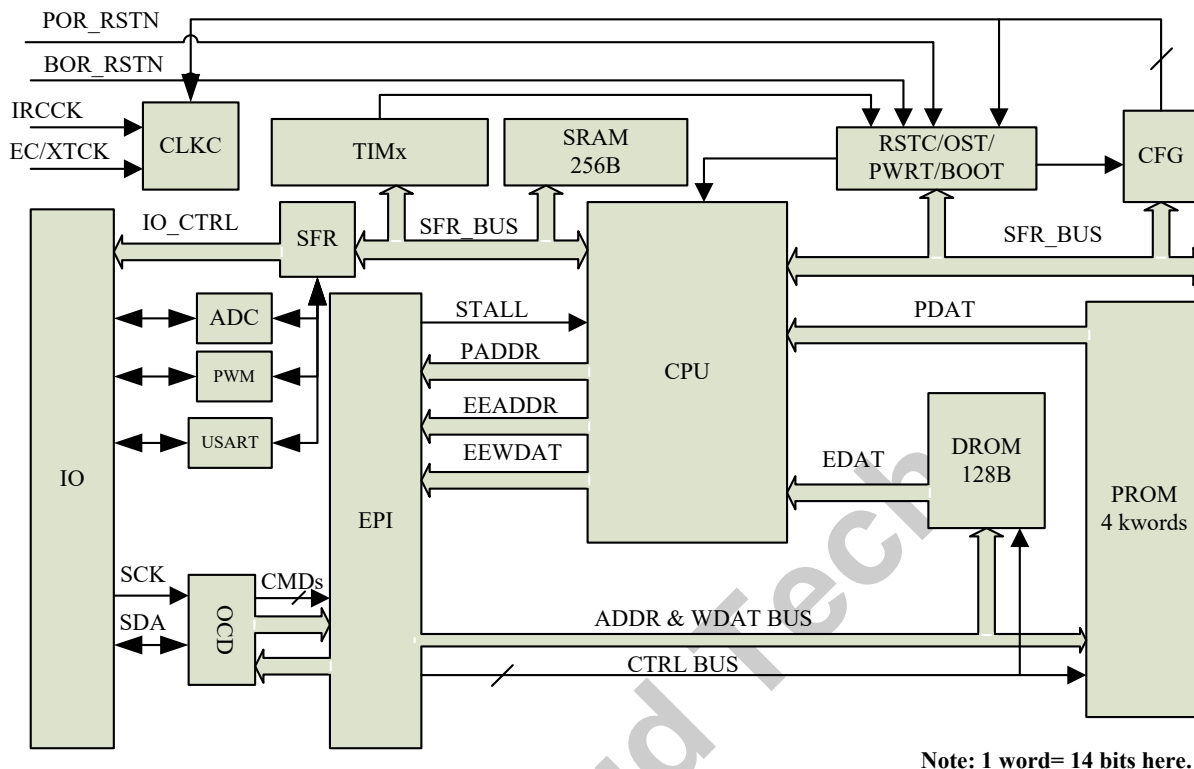 POR_RSTN
BOR_RSTN
IRCCK
EC/XTCK
CLKC
TIMx
SRAM
256B
RSTC/OST/
PWRT/BOOT
CFG
IO_CTRL
SFR
SFR_BUS
SFR_BUS
ADC
PWM
USART
STALL
PADDR
EEADDR
EEWDAT
CPU
PDAT
EDAT
DROM
128B
PROM
4 kwords
IO
EPI
SCK
SDA
OCD
CMDs
ADDR & WDAT BUS
CTRL BUS
Note: 1 word= 14 bits here.